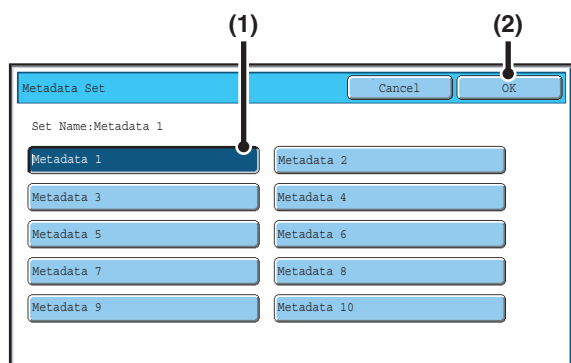 (1) (2)
Metadata Set Cancel OK
Set Name:Metadata 1
Metadata 1 Metadata 2
Metadata 3 Metadata 4
Metadata 5 Metadata 6
Metadata 7 Metadata 8
Metadata 9 Metadata 10